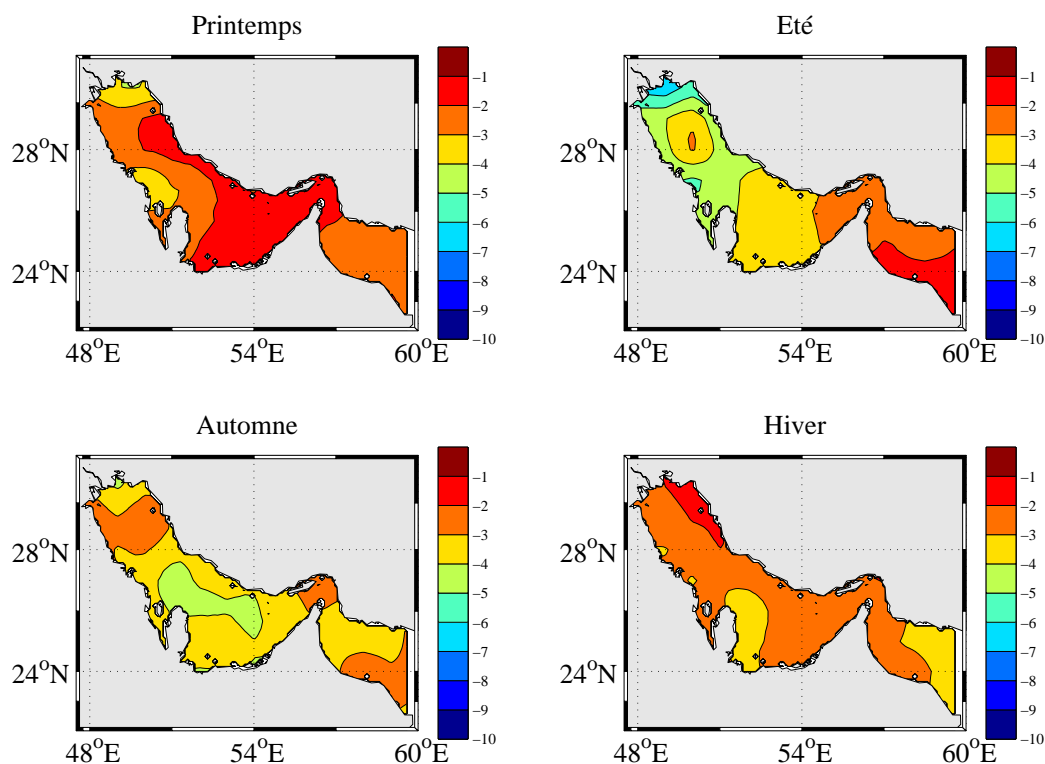 Printemps
28°N
24°N
48°E
54°E
60°E
–1
–2
–3
–4
–5
–6
–7
–8
–9
–10
Eté
28°N
24°N
48°E
54°E
60°E
–1
–2
–3
–4
–5
–6
–7
–8
–9
–10
Automne
28°N
24°N
48°E
54°E
60°E
–1
–2
–3
–4
–5
–6
–7
–8
–9
–10
Hiver
28°N
24°N
48°E
54°E
60°E
–1
–2
–3
–4
–5
–6
–7
–8
–9
–10